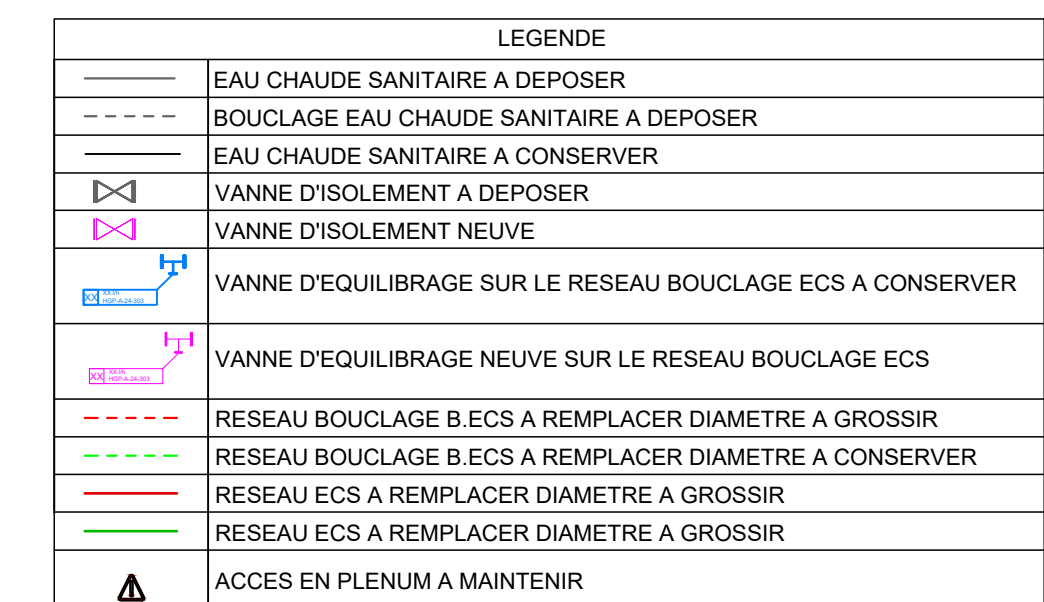 LEGENDE
EAU CHAUDE SANITAIRE A DEPOSER
BOUCLAGE EAU CHAUDE SANITAIRE A DEPOSER
EAU CHAUDE SANITAIRE A CONSERVER
VANNE D'ISOLEMENT A DEPOSER
VANNE D'ISOLEMENT NEUVE
XX XX l/h
HGP-A-24-303
VANNE D'EQUILIBRAGE SUR LE RESEAU BOUCLAGE ECS A CONSERVER
XX XX l/h
HGP-A-24-303
VANNE D'EQUILIBRAGE NEUVE SUR LE RESEAU BOUCLAGE ECS
RESEAU BOUCLAGE B.ECS A REMPLACER DIAMETRE A GROSSIR
RESEAU BOUCLAGE B.ECS A REMPLACER DIAMETRE A CONSERVER
RESEAU ECS A REMPLACER DIAMETRE A GROSSIR
RESEAU ECS A REMPLACER DIAMETRE A GROSSIR
ACCES EN PLENUM A MAINTENIR